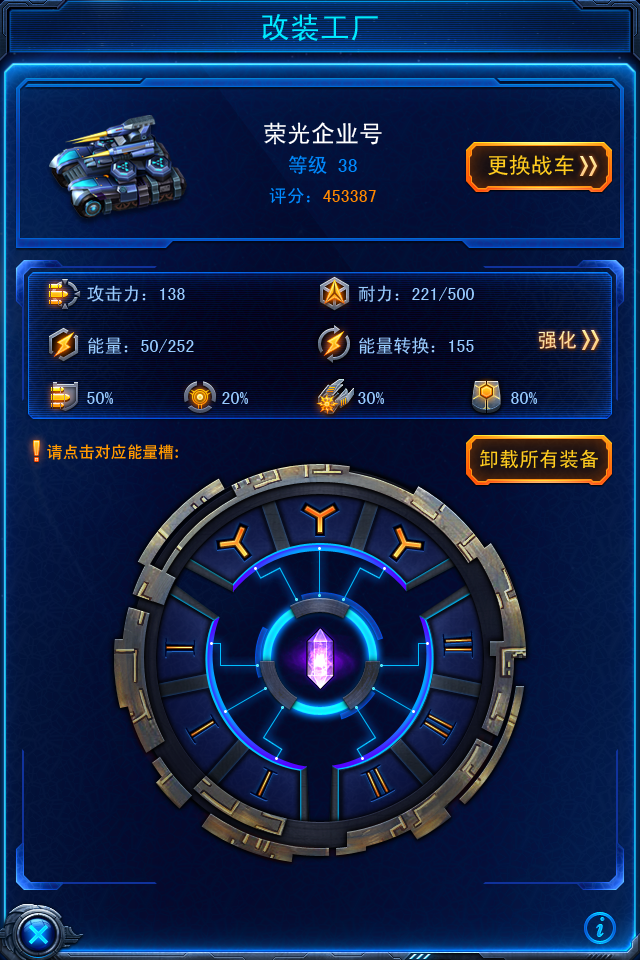 改装工厂
荣光企业号
等级 38
评分：453387
更换战车
攻击力：138
耐力：221/500
能量：50/252
能量转换：155
强化
50%
20%
30%
80%
请点击对应能量槽:
卸载所有装备